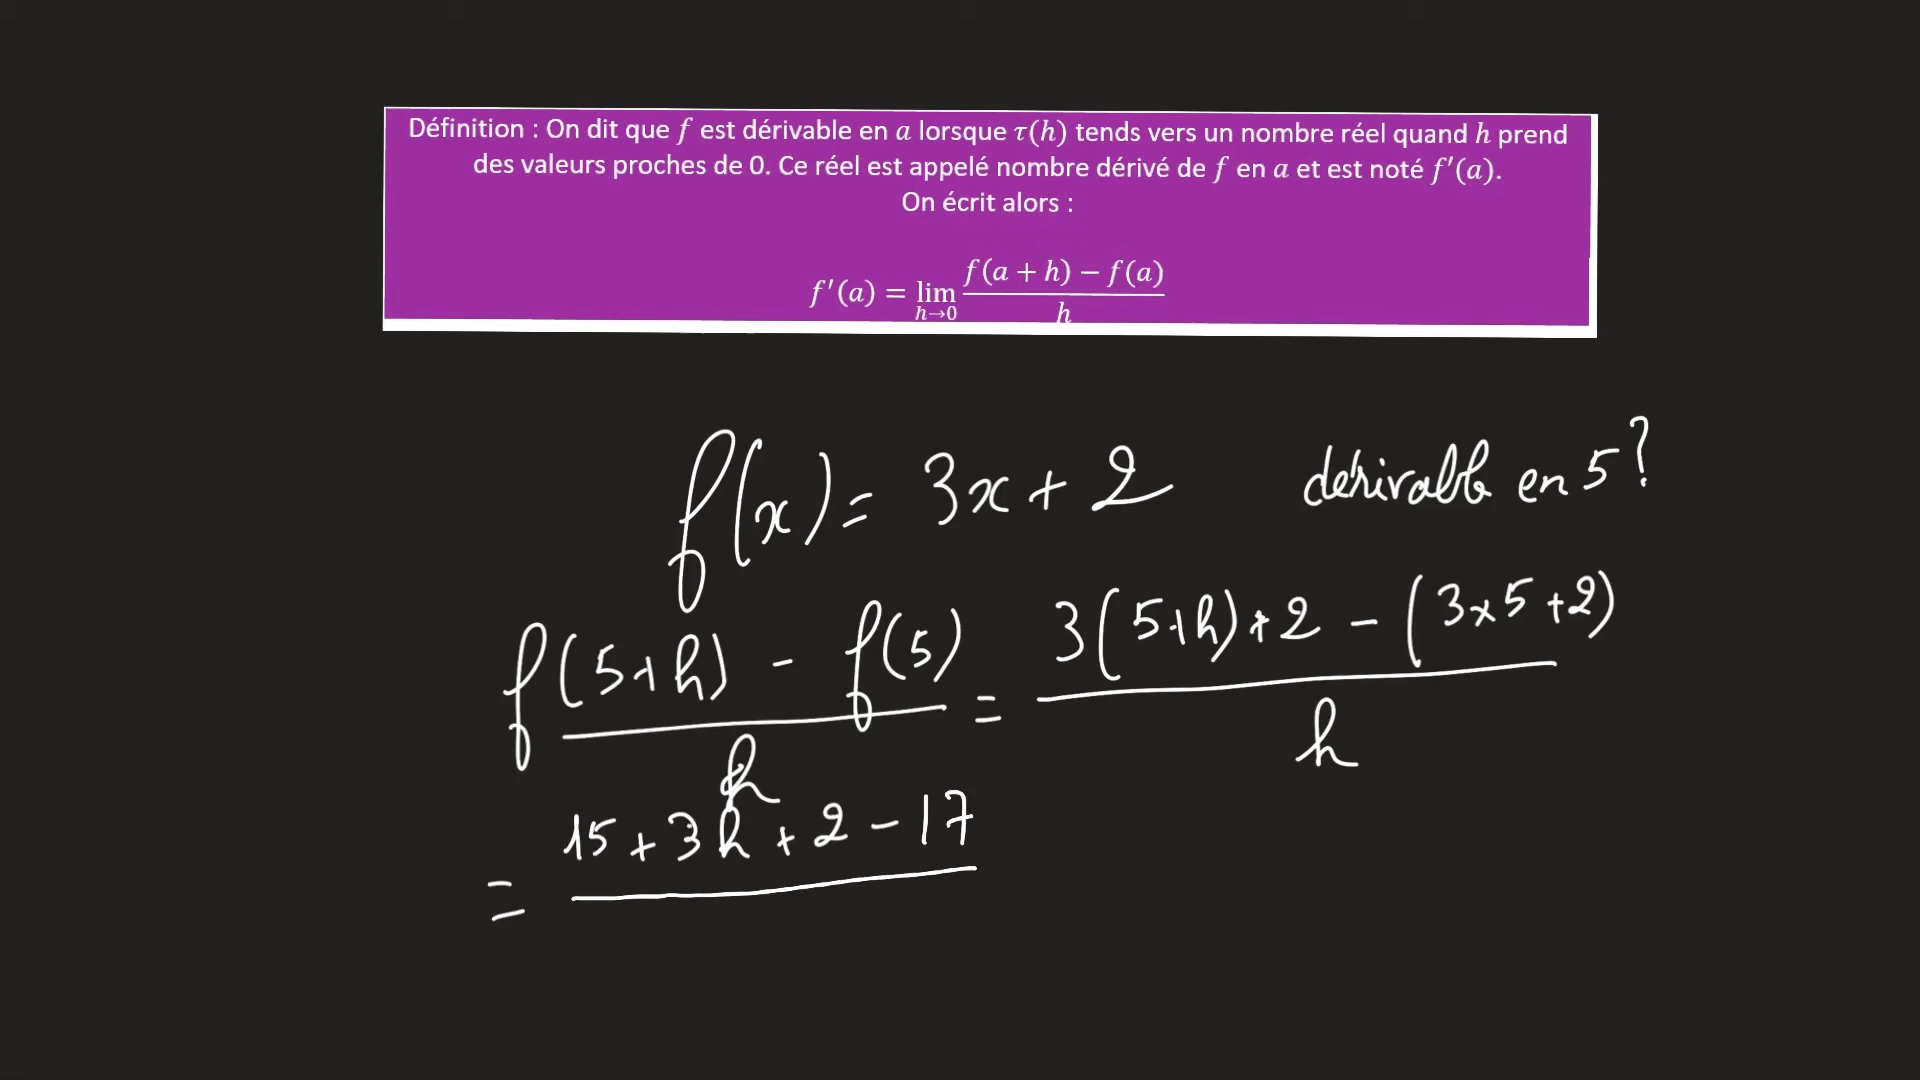 Définition : On dit que f est dérivable en a lorsque τ(h) tends vers un nombre réel quand h prend
des valeurs proches de 0. Ce réel est appelé nombre dérivé de f en a et est noté f'(a).
On écrit alors :
f'(a) = lim h→0 (f(a + h) − f(a)) / h
f(x) = 3x + 2 dérivable en 5 ?
(f(5+h) - f(5)) / h = (3(5+h)+2 - (3×5+2)) / h
= 15 + 3h + 2 - 17